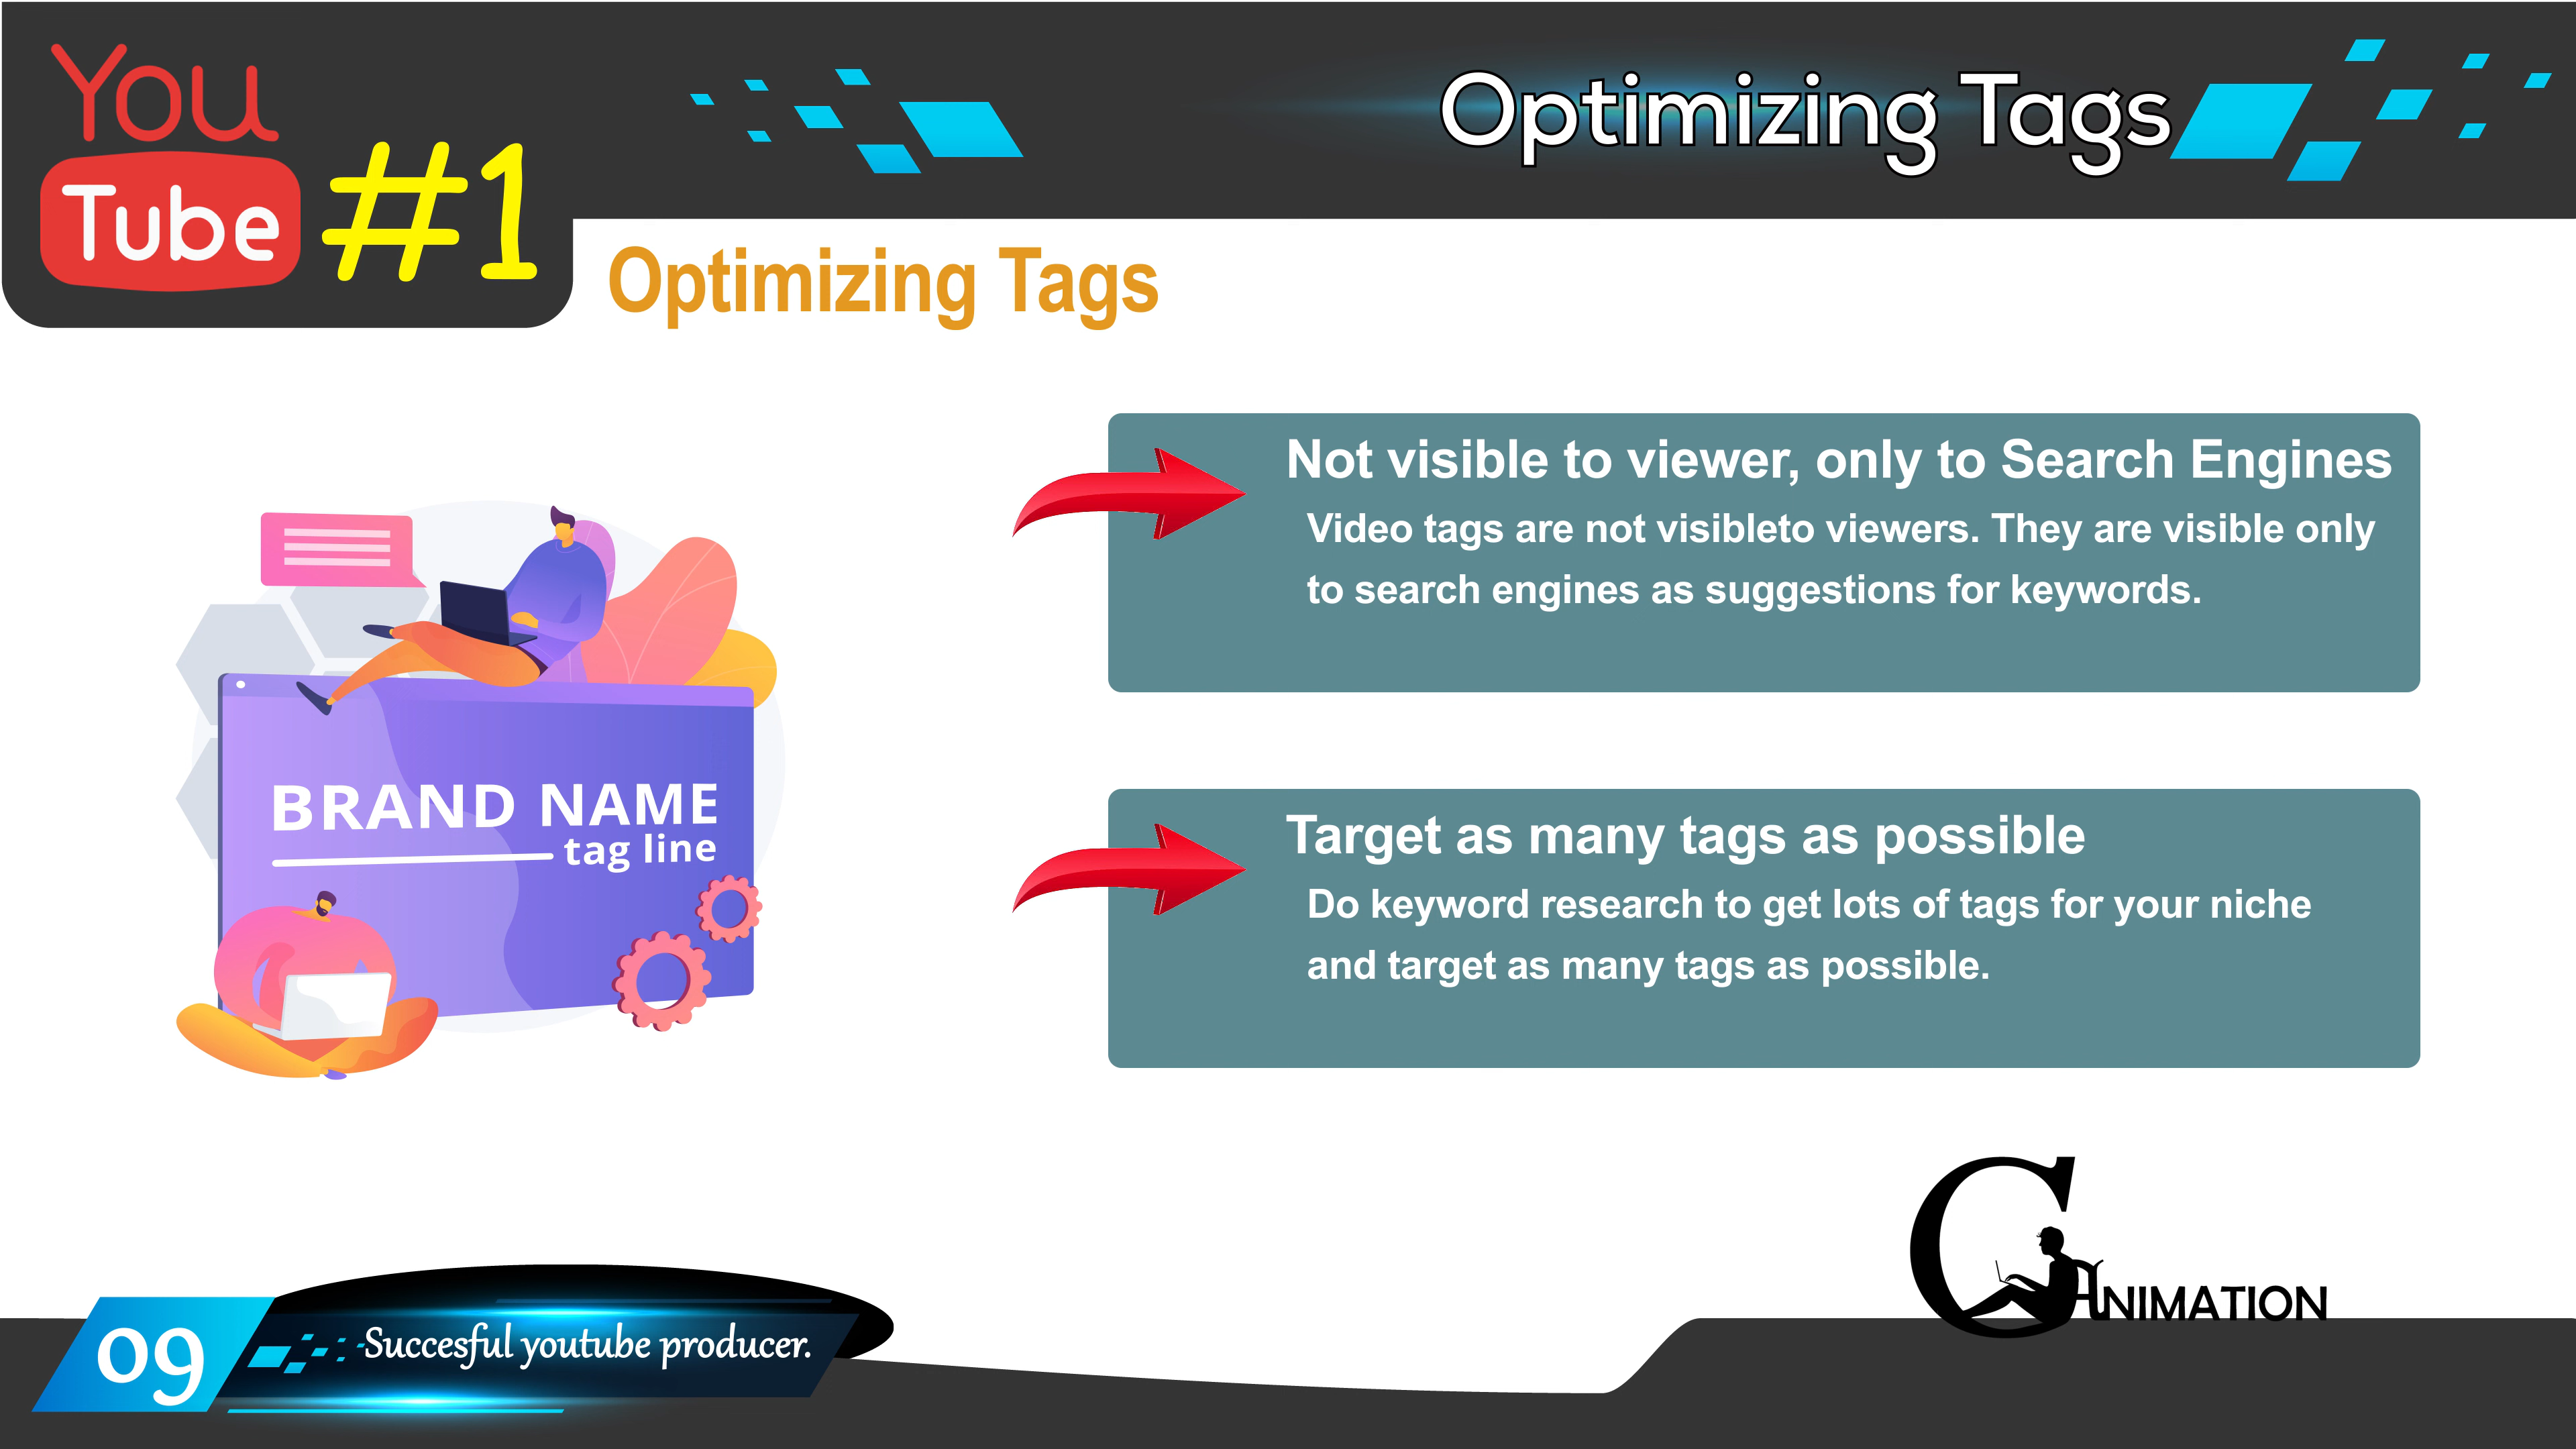 You
Tube
#1
Optimizing Tags
Optimizing Tags
Not visible to viewer, only to Search Engines
Video tags are not visibleto viewers. They are visible only
to search engines as suggestions for keywords.
BRAND NAME
tag line
Target as many tags as possible
Do keyword research to get lots of tags for your niche
and target as many tags as possible.
C ANIMATION
09
Succesful youtube producer.